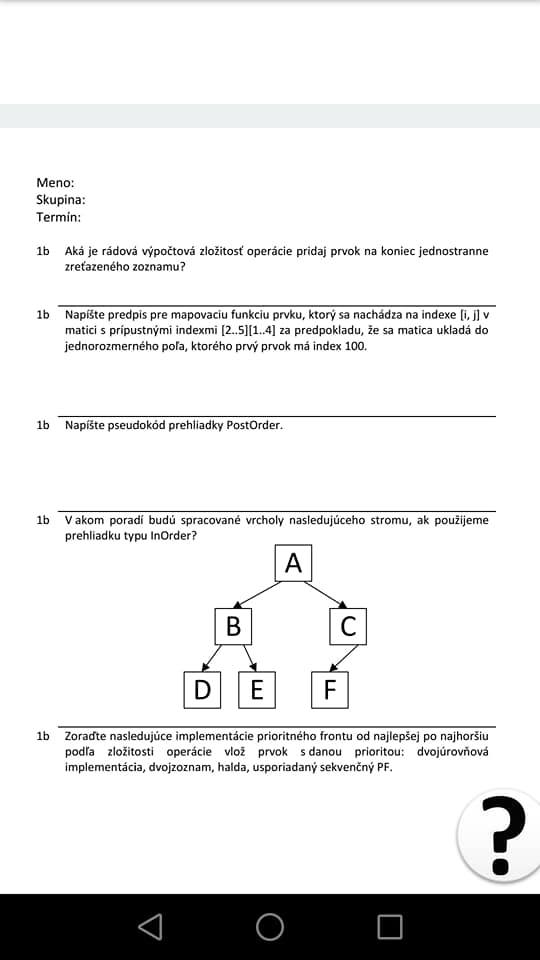 Meno:
Skupina:
Termín:
1b Aká je rádová výpočtová zložitosť operácie pridaj prvok na koniec jednostranne
zreťazeného zoznamu?
1b Napíšte predpis pre mapovaciu funkciu prvku, ktorý sa nachádza na indexe [i, j] v
matici s prípustnými indexmi [2..5][1..4] za predpokladu, že sa matica ukladá do
jednorozmerného poľa, ktorého prvý prvok má index 100.
1b Napíšte pseudokód prehliadky PostOrder.
1b V akom poradí budú spracované vrcholy nasledujúceho stromu, ak použijeme
prehliadku typu InOrder?
A
B C
D E F
1b Zoraďte nasledujúce implementácie prioritného frontu od najlepšej po najhoršiu
podľa zložitosti operácie vlož prvok s danou prioritou: dvojúrovňová
implementácia, dvojzoznam, halda, usporiadaný sekvenčný PF.
?